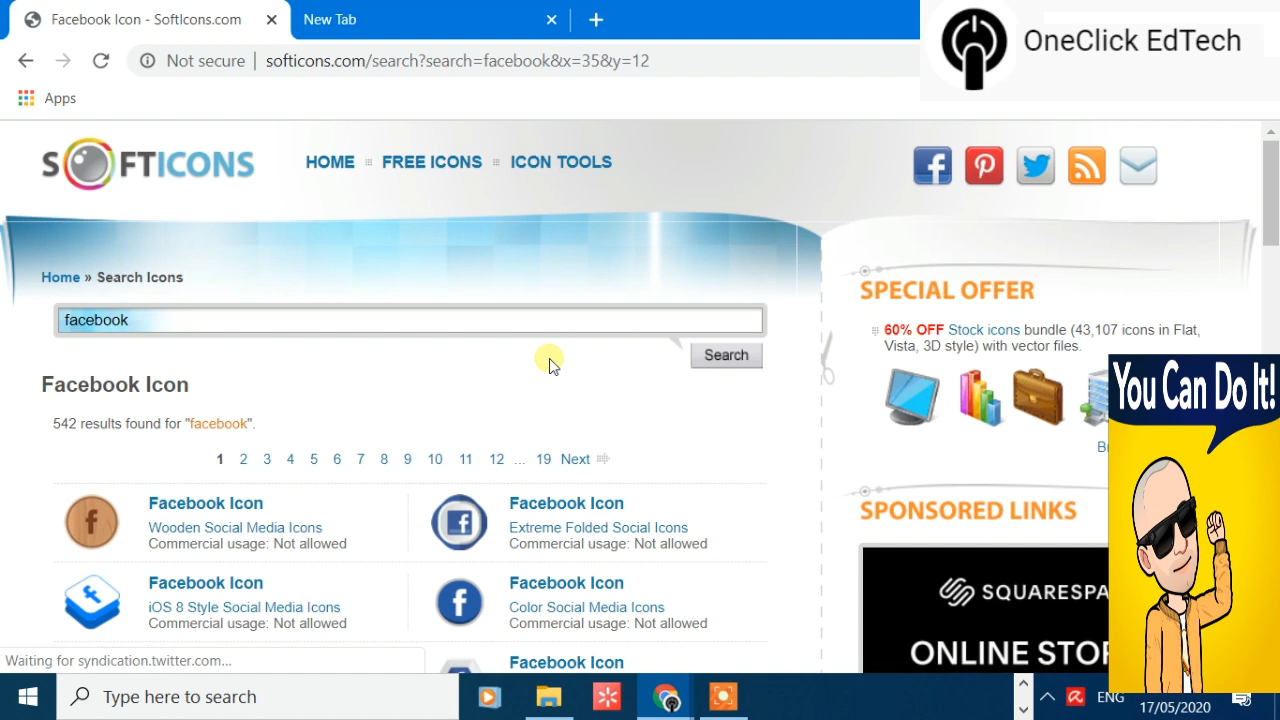 Facebook Icon - SoftIcons.com
New Tab
OneClick EdTech
Not secure
softicons.com/search?search=facebook&x=35&y=12
Apps
SOFTICONS
HOME
FREE ICONS
ICON TOOLS
Home » Search Icons
facebook
Search
Facebook Icon
542 results found for "facebook".
1 2 3 4 5 6 7 8 9 10 11 12 ... 19 Next
Facebook Icon
Wooden Social Media Icons
Commercial usage: Not allowed
Facebook Icon
Extreme Folded Social Icons
Commercial usage: Not allowed
Facebook Icon
iOS 8 Style Social Media Icons
Commercial usage: Not allowed
Facebook Icon
Color Social Media Icons
Commercial usage: Not allowed
Facebook Icon
SPECIAL OFFER
60% OFF Stock icons bundle (43,107 icons in Flat,
Vista, 3D style) with vector files.
You Can Do It!
SPONSORED LINKS
SQUARESPA
ONLINE STO
Waiting for syndication.twitter.com...
Type here to search
ENG
17/05/2020